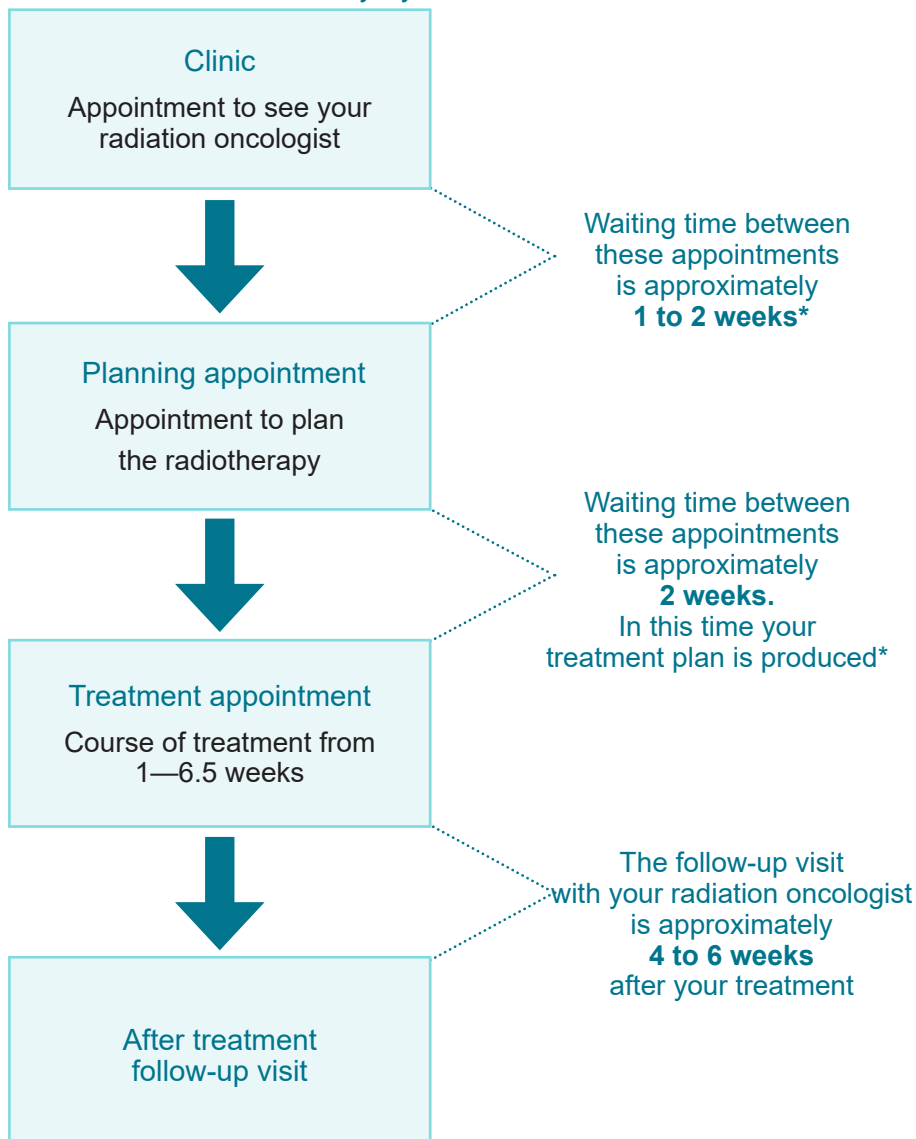 Clinic
Appointment to see your
radiation oncologist
Waiting time between
these appointments
is approximately
1 to 2 weeks*
Planning appointment
Appointment to plan
the radiotherapy
Waiting time between
these appointments
is approximately
2 weeks.
In this time your
treatment plan is produced*
Treatment appointment
Course of treatment from
1—6.5 weeks
The follow-up visit
with your radiation oncologist
is approximately
4 to 6 weeks
after your treatment
After treatment
follow-up visit